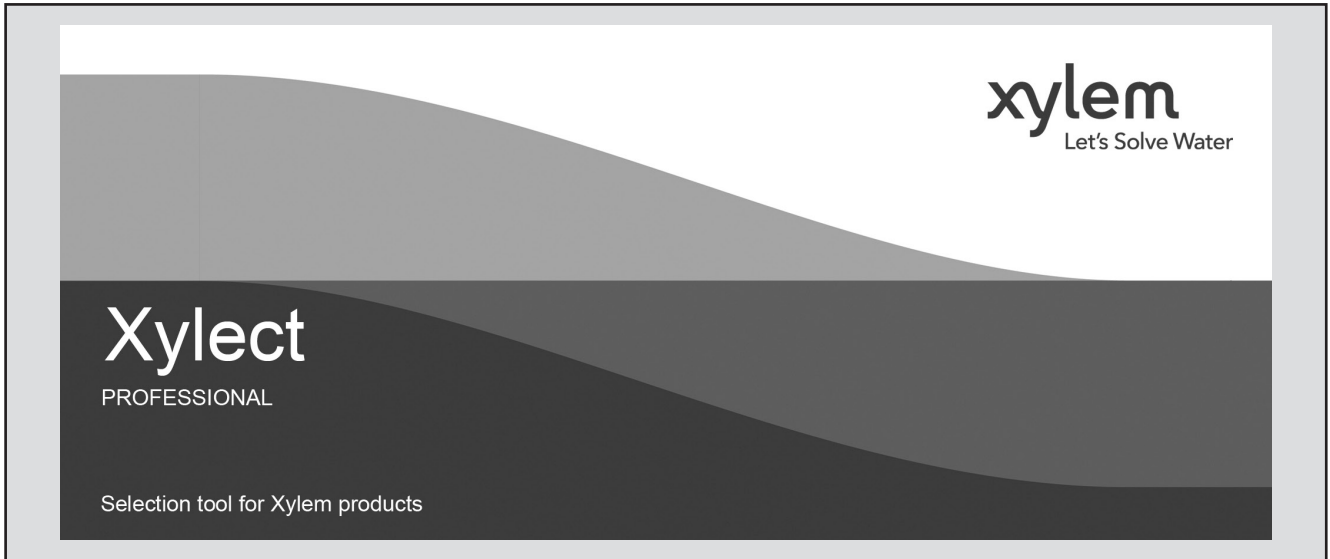 xylem
Let's Solve Water
Xylect
PROFESSIONAL
Selection tool for Xylem products